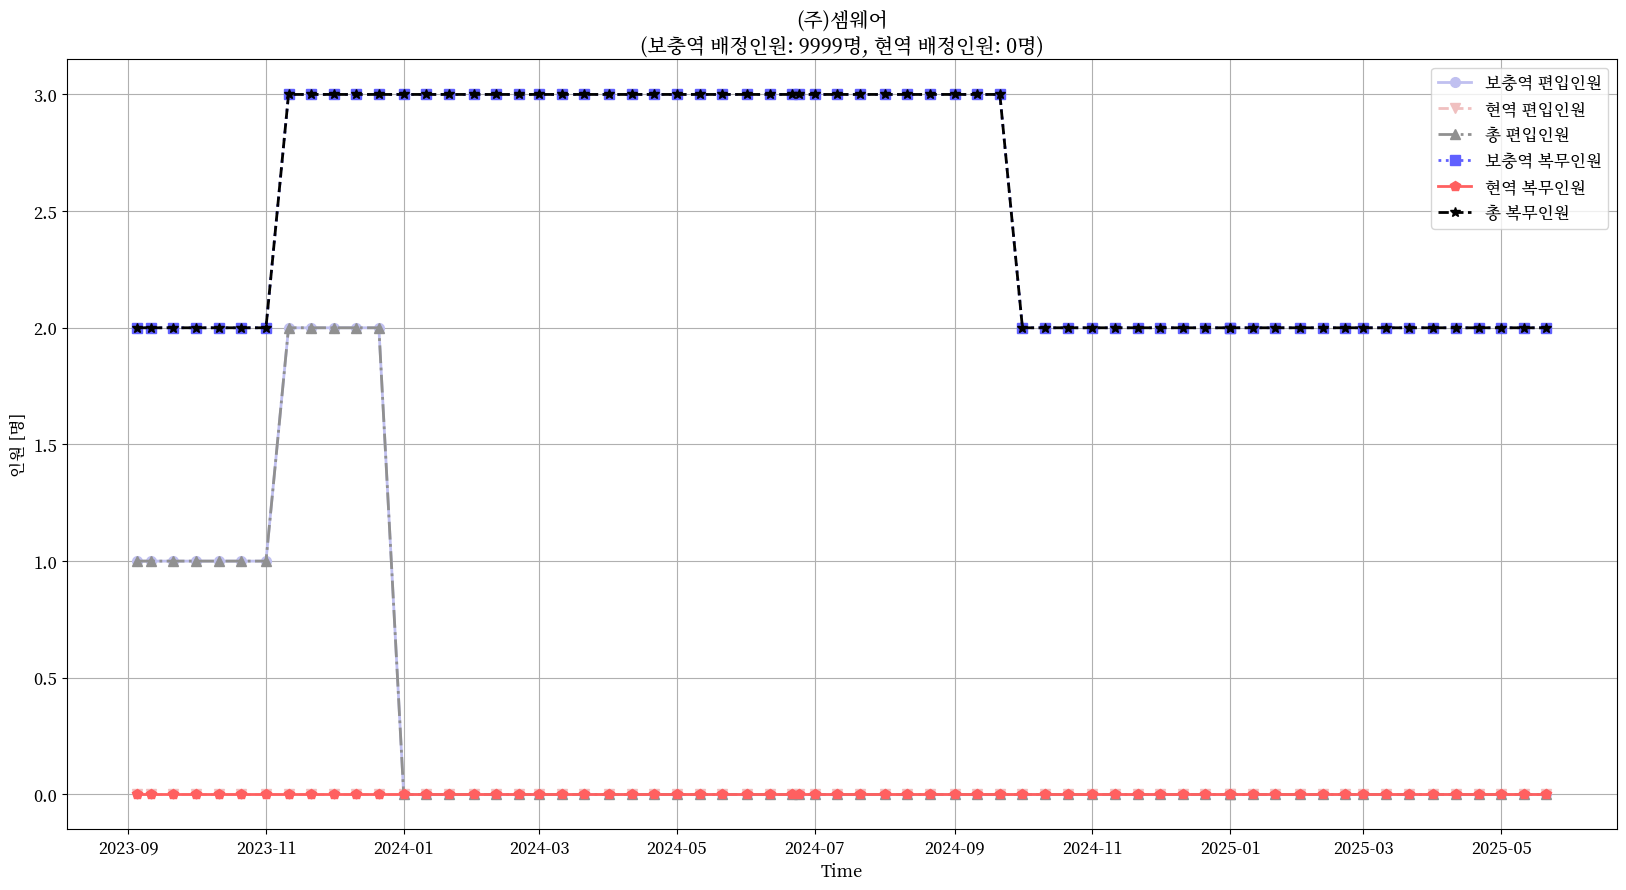 (주)셈웨어
(보충역 배정인원: 9999명, 현역 배정인원: 0명)
보충역 편입인원
현역 편입인원
총 편입인원
보충역 복무인원
현역 복무인원
총 복무인원
인원 [명]
3.0
2.5
2.0
1.5
1.0
0.5
0.0
2023-09
2023-11
2024-01
2024-03
2024-05
2024-07
2024-09
2024-11
2025-01
2025-03
2025-05
Time